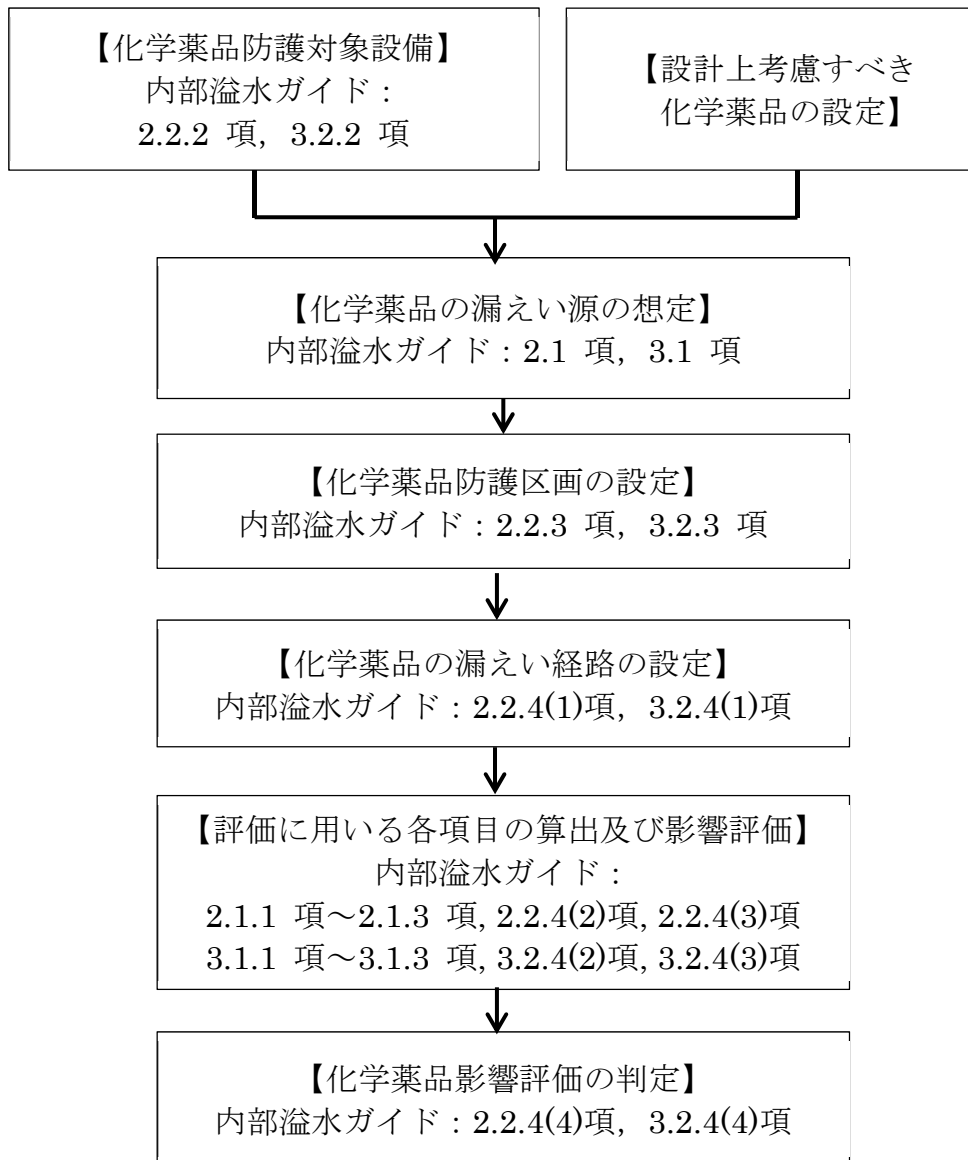 【化学薬品防護対象設備】
内部溢水ガイド：
2.2.2 項，3.2.2 項
【設計上考慮すべき
化学薬品の設定】
【化学薬品の漏えい源の想定】
内部溢水ガイド：2.1 項，3.1 項
【化学薬品防護区画の設定】
内部溢水ガイド：2.2.3 項，3.2.3 項
【化学薬品の漏えい経路の設定】
内部溢水ガイド：2.2.4(1)項，3.2.4(1)項
【評価に用いる各項目の算出及び影響評価】
内部溢水ガイド：
2.1.1 項～2.1.3 項, 2.2.4(2)項, 2.2.4(3)項
3.1.1 項～3.1.3 項, 3.2.4(2)項, 3.2.4(3)項
【化学薬品影響評価の判定】
内部溢水ガイド：2.2.4(4)項，3.2.4(4)項